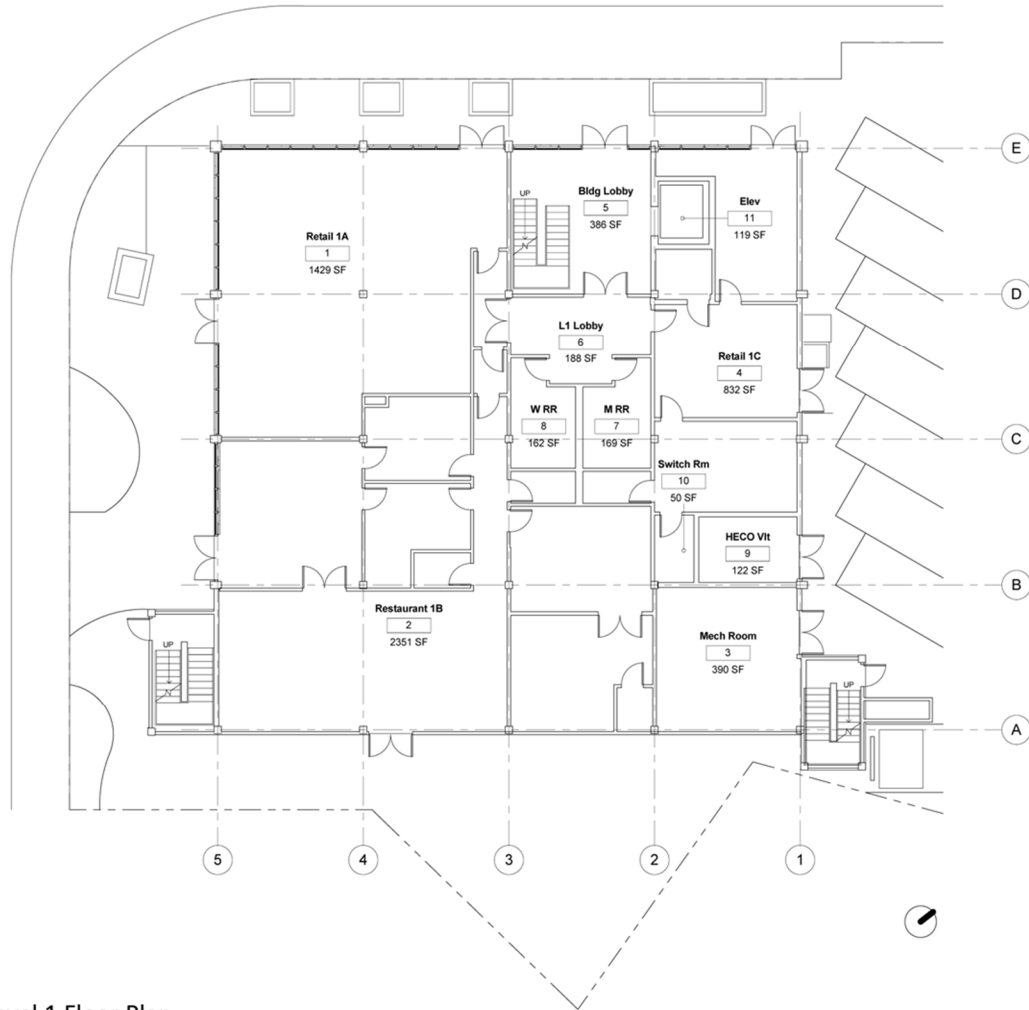 E
Bldg Lobby
5
386 SF
UP
Elev
11
119 SF
Retail 1A
1
1429 SF
D
L1 Lobby
6
188 SF
Retail 1C
4
832 SF
W RR
8
162 SF
M RR
7
169 SF
C
Switch Rm
10
50 SF
HECO Vlt
9
122 SF
B
Restaurant 1B
2
2351 SF
Mech Room
3
390 SF
UP
UP
A
5
4
3
2
1
Level 1 Floor Plan